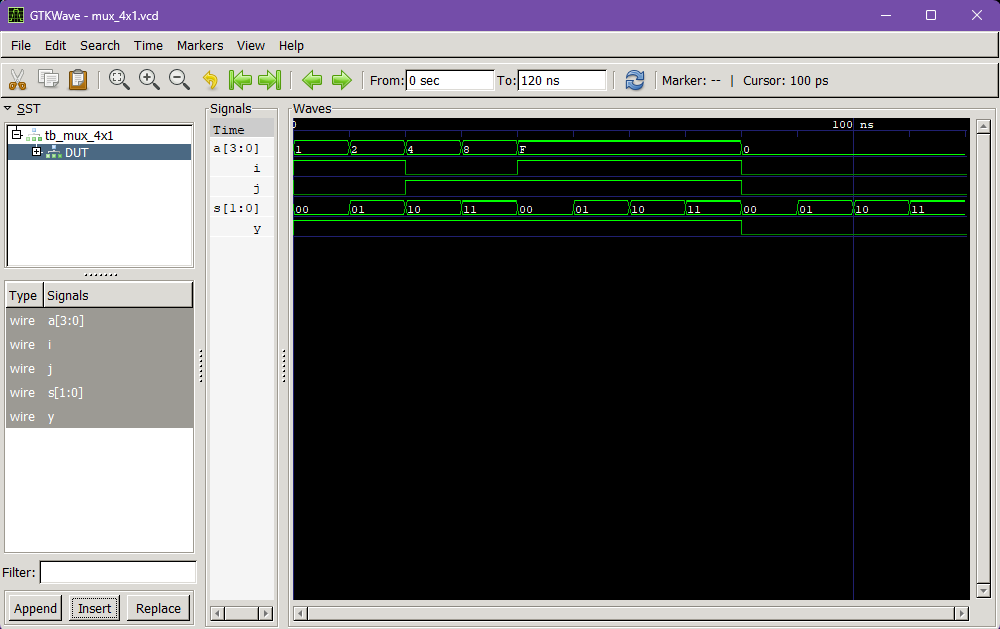 GTKWave - mux_4x1.vcd
File Edit Search Time Markers View Help
From: 0 sec To: 120 ns Marker: -- | Cursor: 100 ps
SST
tb_mux_4x1
DUT
Type Signals
wire a[3:0]
wire i
wire j
wire s[1:0]
wire y
Filter:
Append Insert Replace
Signals
Time
a[3:0]
i
j
s[1:0]
y
Waves
0 100 ns
1 2 4 8 F 0
00 01 10 11 00 01 10 11 00 01 10 11